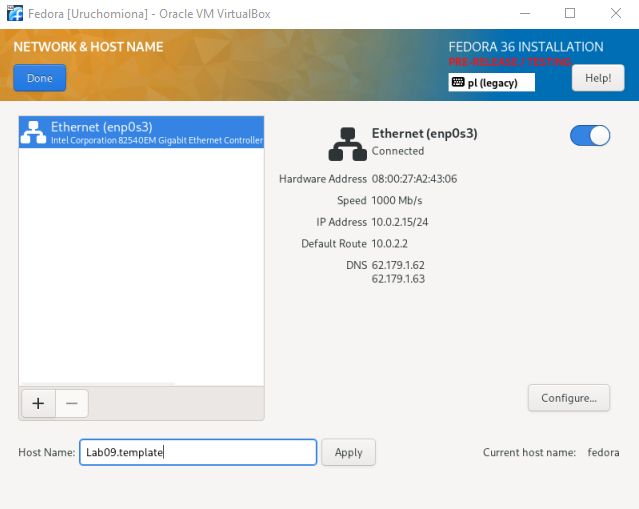 Fedora [Uruchomiona] - Oracle VM VirtualBox
NETWORK & HOST NAME
Done
FEDORA 36 INSTALLATION
PRE-RELEASE / TESTING
pl (legacy)
Help!
Ethernet (enp0s3)
Intel Corporation 82540EM Gigabit Ethernet Controller
Ethernet (enp0s3)
Connected
Hardware Address 08:00:27:A2:43:06
Speed 1000 Mb/s
IP Address 10.0.2.15/24
Default Route 10.0.2.2
DNS 62.179.1.62
62.179.1.63
+ −
Configure...
Host Name: Lab09.template Apply Current host name: fedora